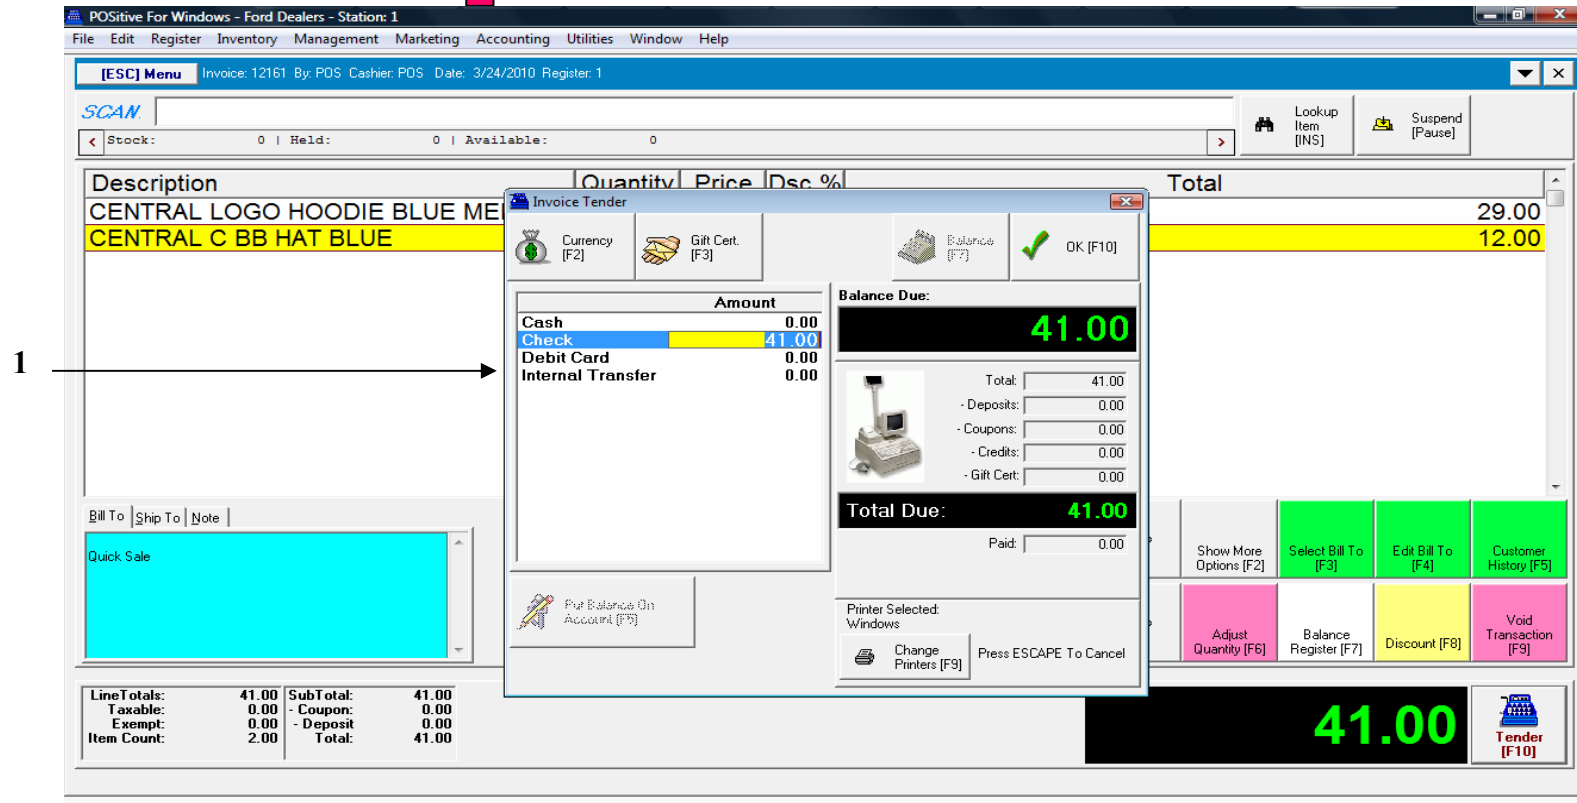 POSitive For Windows - Ford Dealers - Station: 1
File Edit Register Inventory Management Marketing Accounting Utilities Window Help
[ESC] Menu Invoice: 12161 By: POS Cashier: POS Date: 3/24/2010 Register: 1
SCAN:
Lookup Item [INS]
Suspend [Pause]
Stock: 0 | Held: 0 | Available: 0
Description Quantity Price Dsc % Total
CENTRAL LOGO HOODIE BLUE 29.00
CENTRAL C BB HAT BLUE 12.00
Invoice Tender
Currency [F2]
Gift Cert. [F3]
Balance [F7]
OK [F10]
Amount
Cash 0.00
Check 41.00
Debit Card 0.00
Internal Transfer 0.00
1
Balance Due:
41.00
Total: 41.00
- Deposits: 0.00
- Coupons: 0.00
- Credits: 0.00
- Gift Cert: 0.00
Total Due: 41.00
Paid: 0.00
Put Balance On Account [F5]
Printer Selected:
Windows
Change Printers [F9]
Press ESCAPE To Cancel
Bill To Ship To Note
Quick Sale
Show More Options [F2]
Select Bill To [F3]
Edit Bill To [F4]
Customer History [F5]
Adjust Quantity [F6]
Balance Register [F7]
Discount [F8]
Void Transaction [F9]
LineTotals: 41.00 SubTotal: 41.00
Taxable: 0.00 - Coupon: 0.00
Exempt: 0.00 - Deposit 0.00
Item Count: 2.00 Total: 41.00
41.00
Tender [F10]